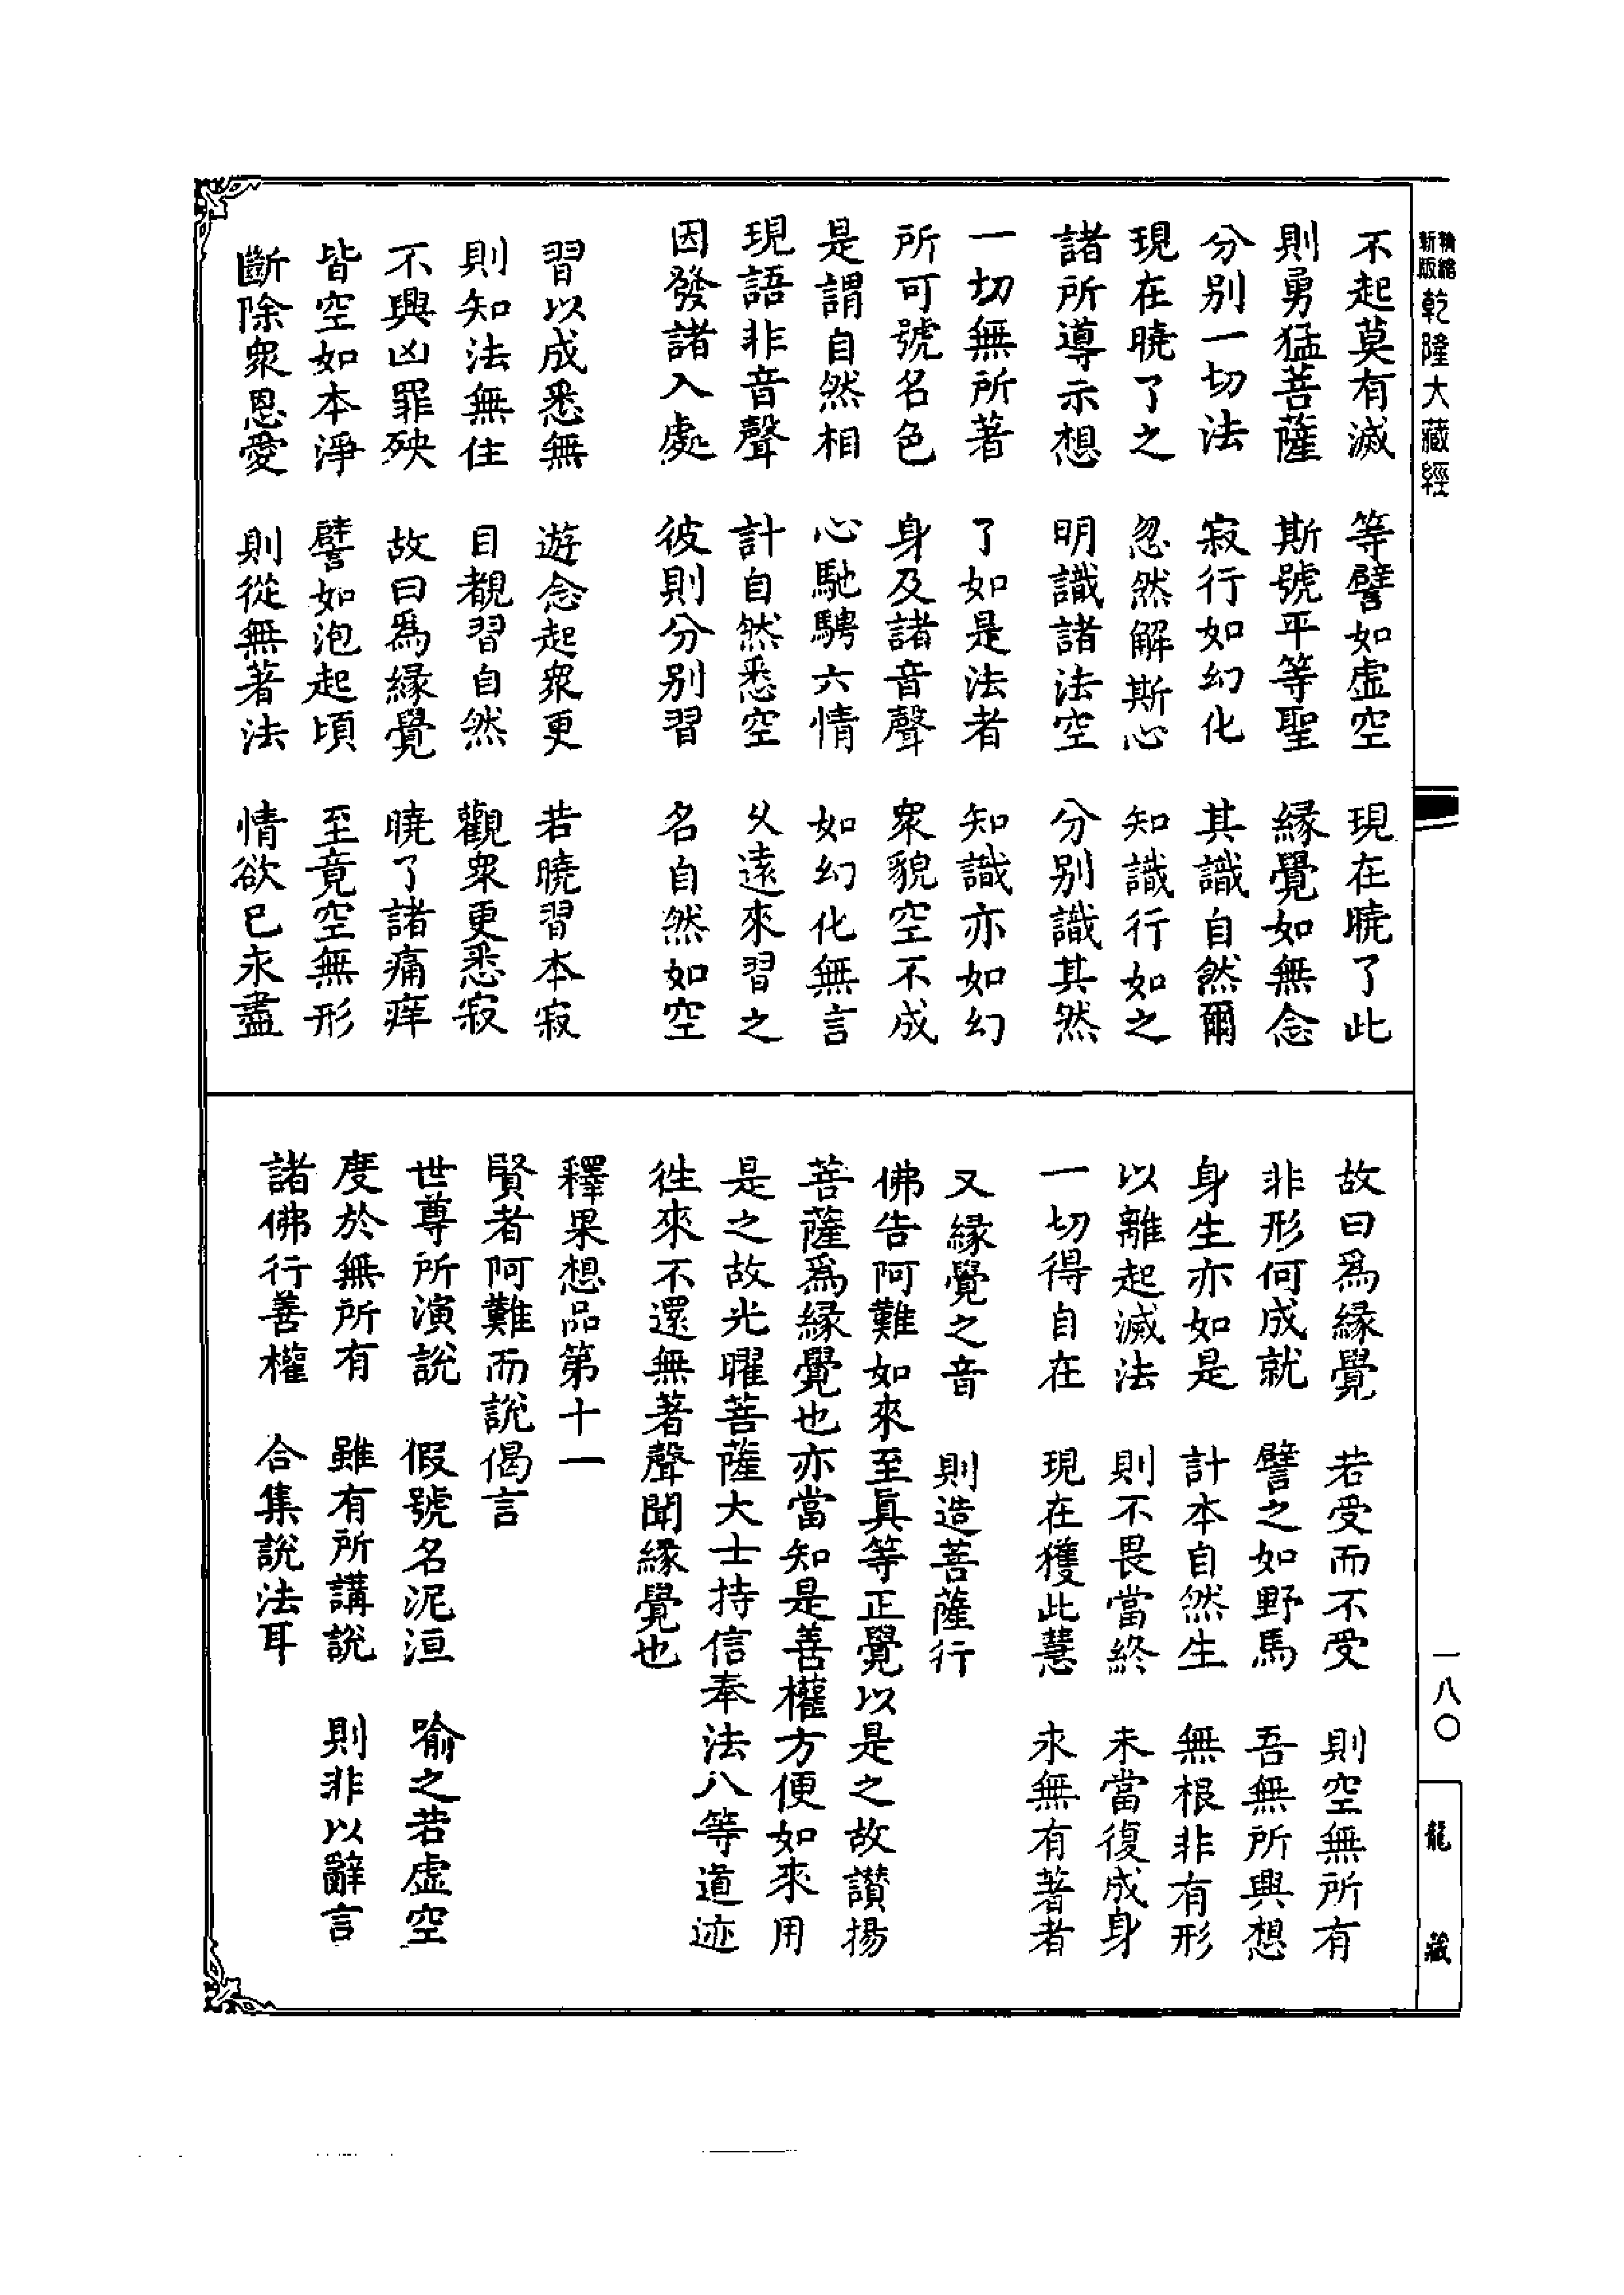 精縮新版乾隆大藏經
不起莫有滅 等譬如虛空 現在曉了此
則勇猛菩薩 斯號平等聖 緣覺如無念
分別一切法 寂行如幻化 其識自然爾
現在曉了之 忽然解斯心 知識行如之
諸所導示想 明識諸法空 分別識其然
一切無所著 了如是法者 知識亦如幻
所可號名色 身及諸音聲 衆貌空不成
是謂自然相 心馳騁六情 如幻化無言
現語非音聲 計自然悉空 久遠來習之
因發諸入處 彼則分別習 名自然如空
習以成悉無 遊念起衆更 若曉習本寂
則知法無住 目覩習自然 觀衆更悉寂
不興凶罪殃 故曰爲緣覺 曉了諸痛痒
皆空如本淨 譬如泡起頃 至竟空無形
斷除衆恩愛 則從無著法 情欲已永盡
故曰爲緣覺 若受而不受 則空無所有
非形何成就 譬之如野馬 吾無所興想
身生亦如是 計本自然生 無根非有形
以離起滅法 則不畏當終 未當復成身
一切得自在 現在獲此慧 永無有著者
又緣覺之音 則造菩薩行
佛告阿難如來至眞等正覺以是之故讃揚
菩薩爲緣覺也亦當知是善權方便如來用
是之故光曜菩薩大士持信奉法八等道迹
徃來不還無著聲聞緣覺也
釋果想品第十一
賢者阿難而說偈言
世尊所演說 假號名泥洹 喻之若虛空
度於無所有 雖有所講說 則非以辭言
諸佛行善權 合集說法耳
一八〇
龍藏